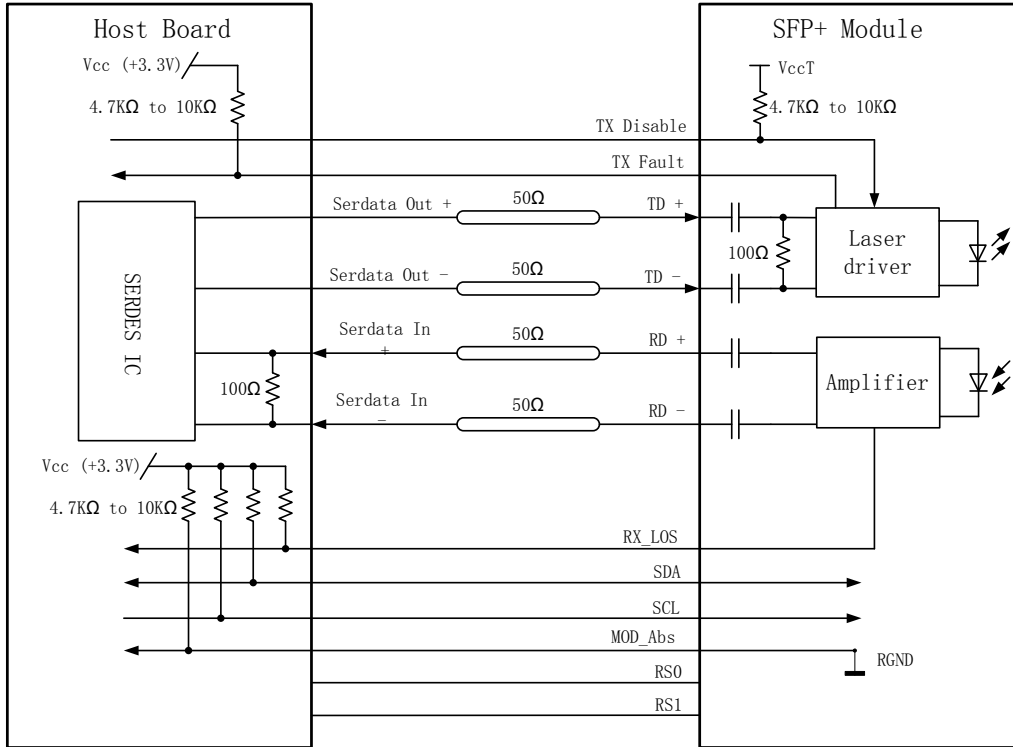 Host Board
SFP+ Module
Vcc (+3.3V)
VccT
4.7KΩ to 10KΩ
4.7KΩ to 10KΩ
TX Disable
TX Fault
Serdata Out +
50Ω
TD +
100Ω
Laser
driver
Serdata Out -
50Ω
TD -
SERDES IC
Serdata In
+
50Ω
RD +
100Ω
Amplifier
Serdata In
-
50Ω
RD -
Vcc (+3.3V)
4.7KΩ to 10KΩ
RX_LOS
SDA
SCL
MOD_Abs
RGND
RS0
RS1